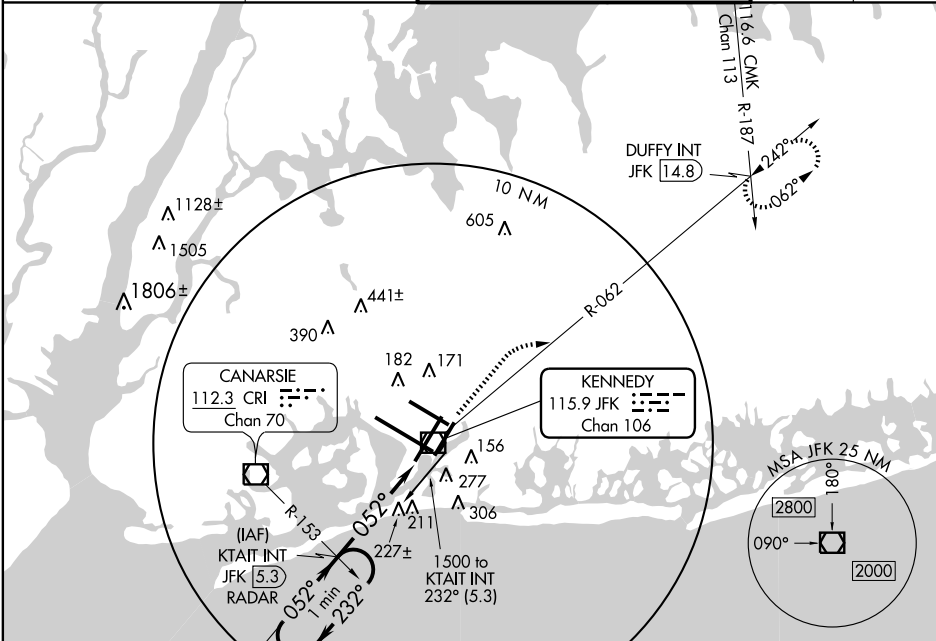 116.6 CMK
Chan 113
R-187
DUFFY INT
JFK 14.8
242°
062°
10 NM
605
1128±
1505
1806±
441±
390
R-062
182
171
CANARSIE
112.3 CRI
Chan 70
KENNEDY
115.9 JFK
Chan 106
156
277
306
211
227±
052°
R-153
(IAF)
KTAIT INT
JFK 5.3
RADAR
052°
1 min
232°
1500 to
KTAIT INT
232° (5.3)
MSA JFK 25 NM
180°
2800
090°
2000